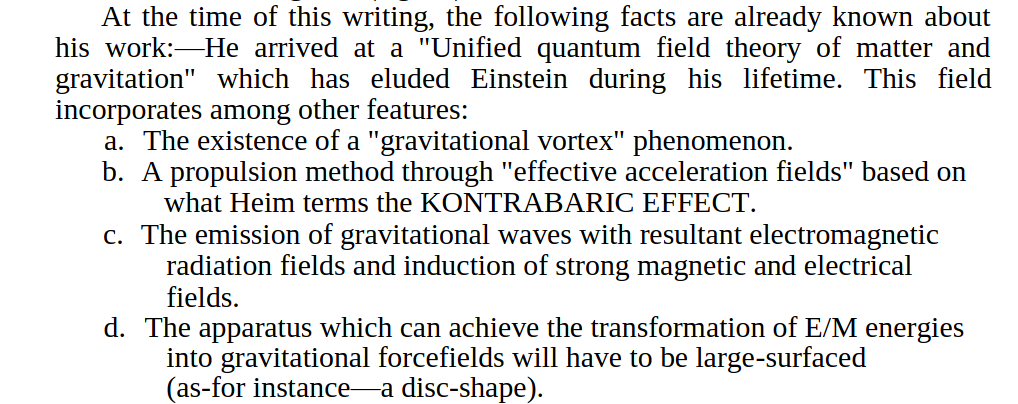 At the time of this writing, the following facts are already known about
his work:—He arrived at a "Unified quantum field theory of matter and
gravitation" which has eluded Einstein during his lifetime. This field
incorporates among other features:
a. The existence of a "gravitational vortex" phenomenon.
b. A propulsion method through "effective acceleration fields" based on
what Heim terms the KONTRABARIC EFFECT.
c. The emission of gravitational waves with resultant electromagnetic
radiation fields and induction of strong magnetic and electrical
fields.
d. The apparatus which can achieve the transformation of E/M energies
into gravitational forcefields will have to be large-surfaced
(as-for instance—a disc-shape).